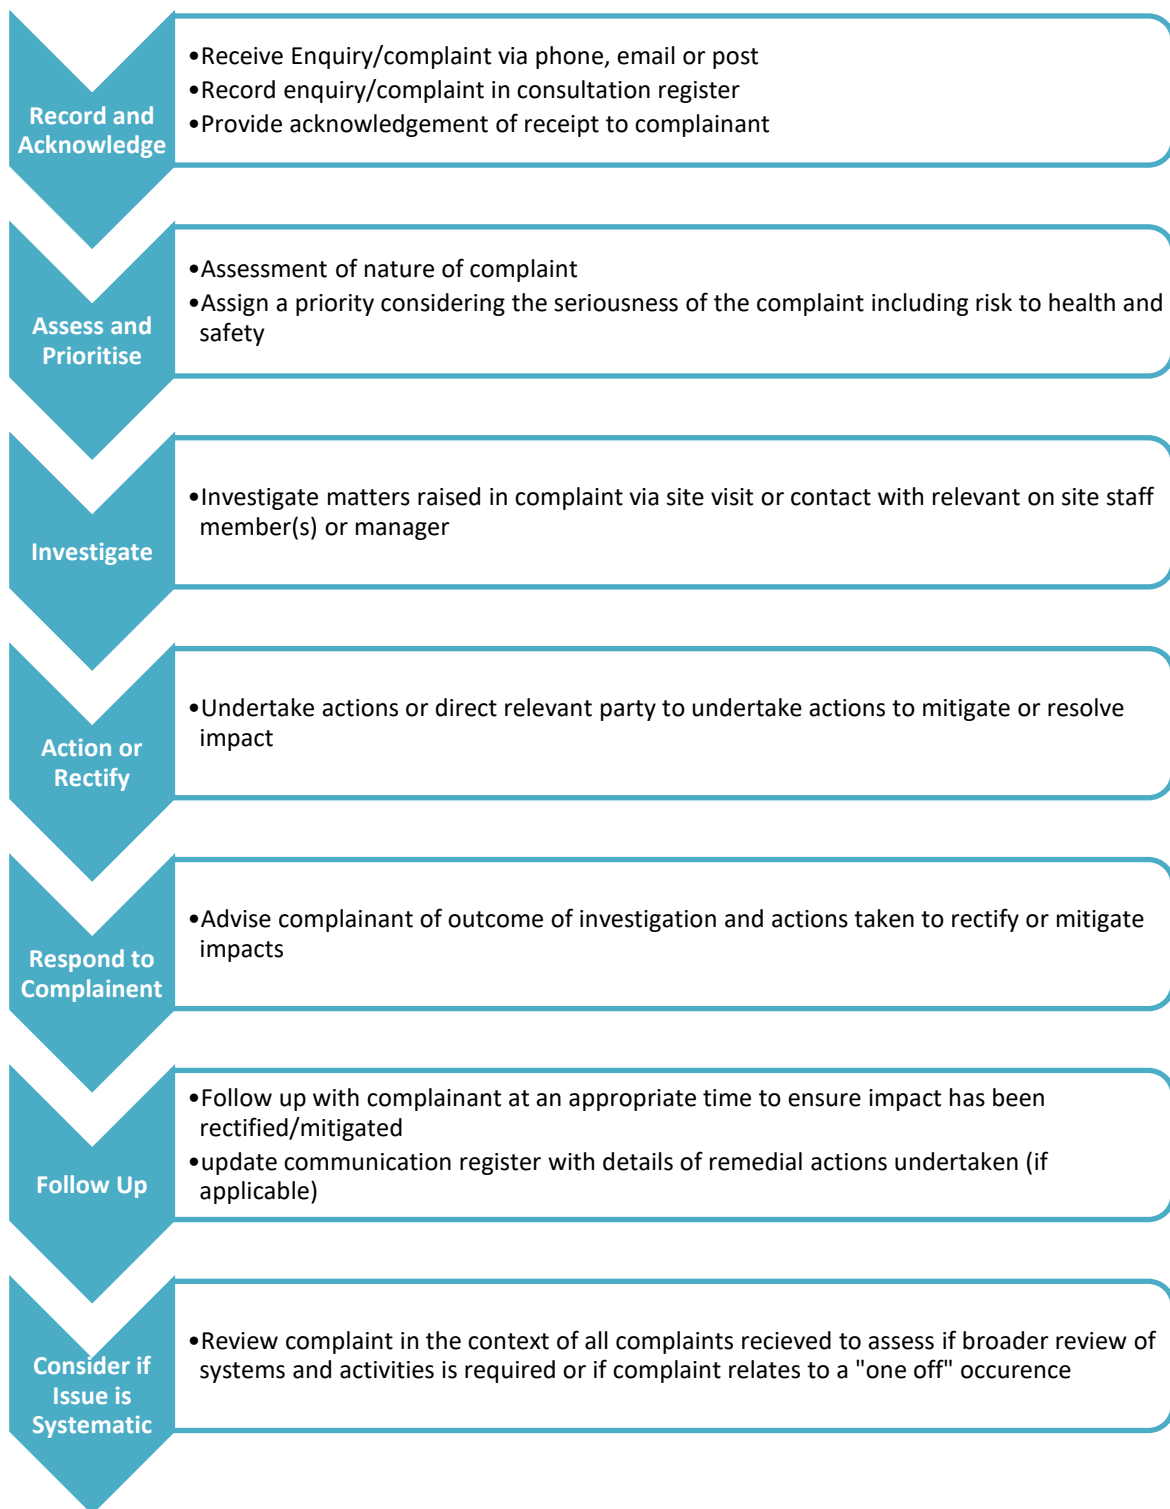 Record and
Acknowledge
•Receive Enquiry/complaint via phone, email or post
•Record enquiry/complaint in consultation register
•Provide acknowledgement of receipt to complainant
Assess and
Prioritise
•Assessment of nature of complaint
•Assign a priority considering the seriousness of the complaint including risk to health and
safety
Investigate
•Investigate matters raised in complaint via site visit or contact with relevant on site staff
member(s) or manager
Action or
Rectify
•Undertake actions or direct relevant party to undertake actions to mitigate or resolve
impact
Respond to
Complainent
•Advise complainant of outcome of investigation and actions taken to rectify or mitigate
impacts
Follow Up
•Follow up with complainant at an appropriate time to ensure impact has been
rectified/mitigated
•update communication register with details of remedial actions undertaken (if
applicable)
Consider if
Issue is
Systematic
•Review complaint in the context of all complaints recieved to assess if broader review of
systems and activities is required or if complaint relates to a "one off" occurence